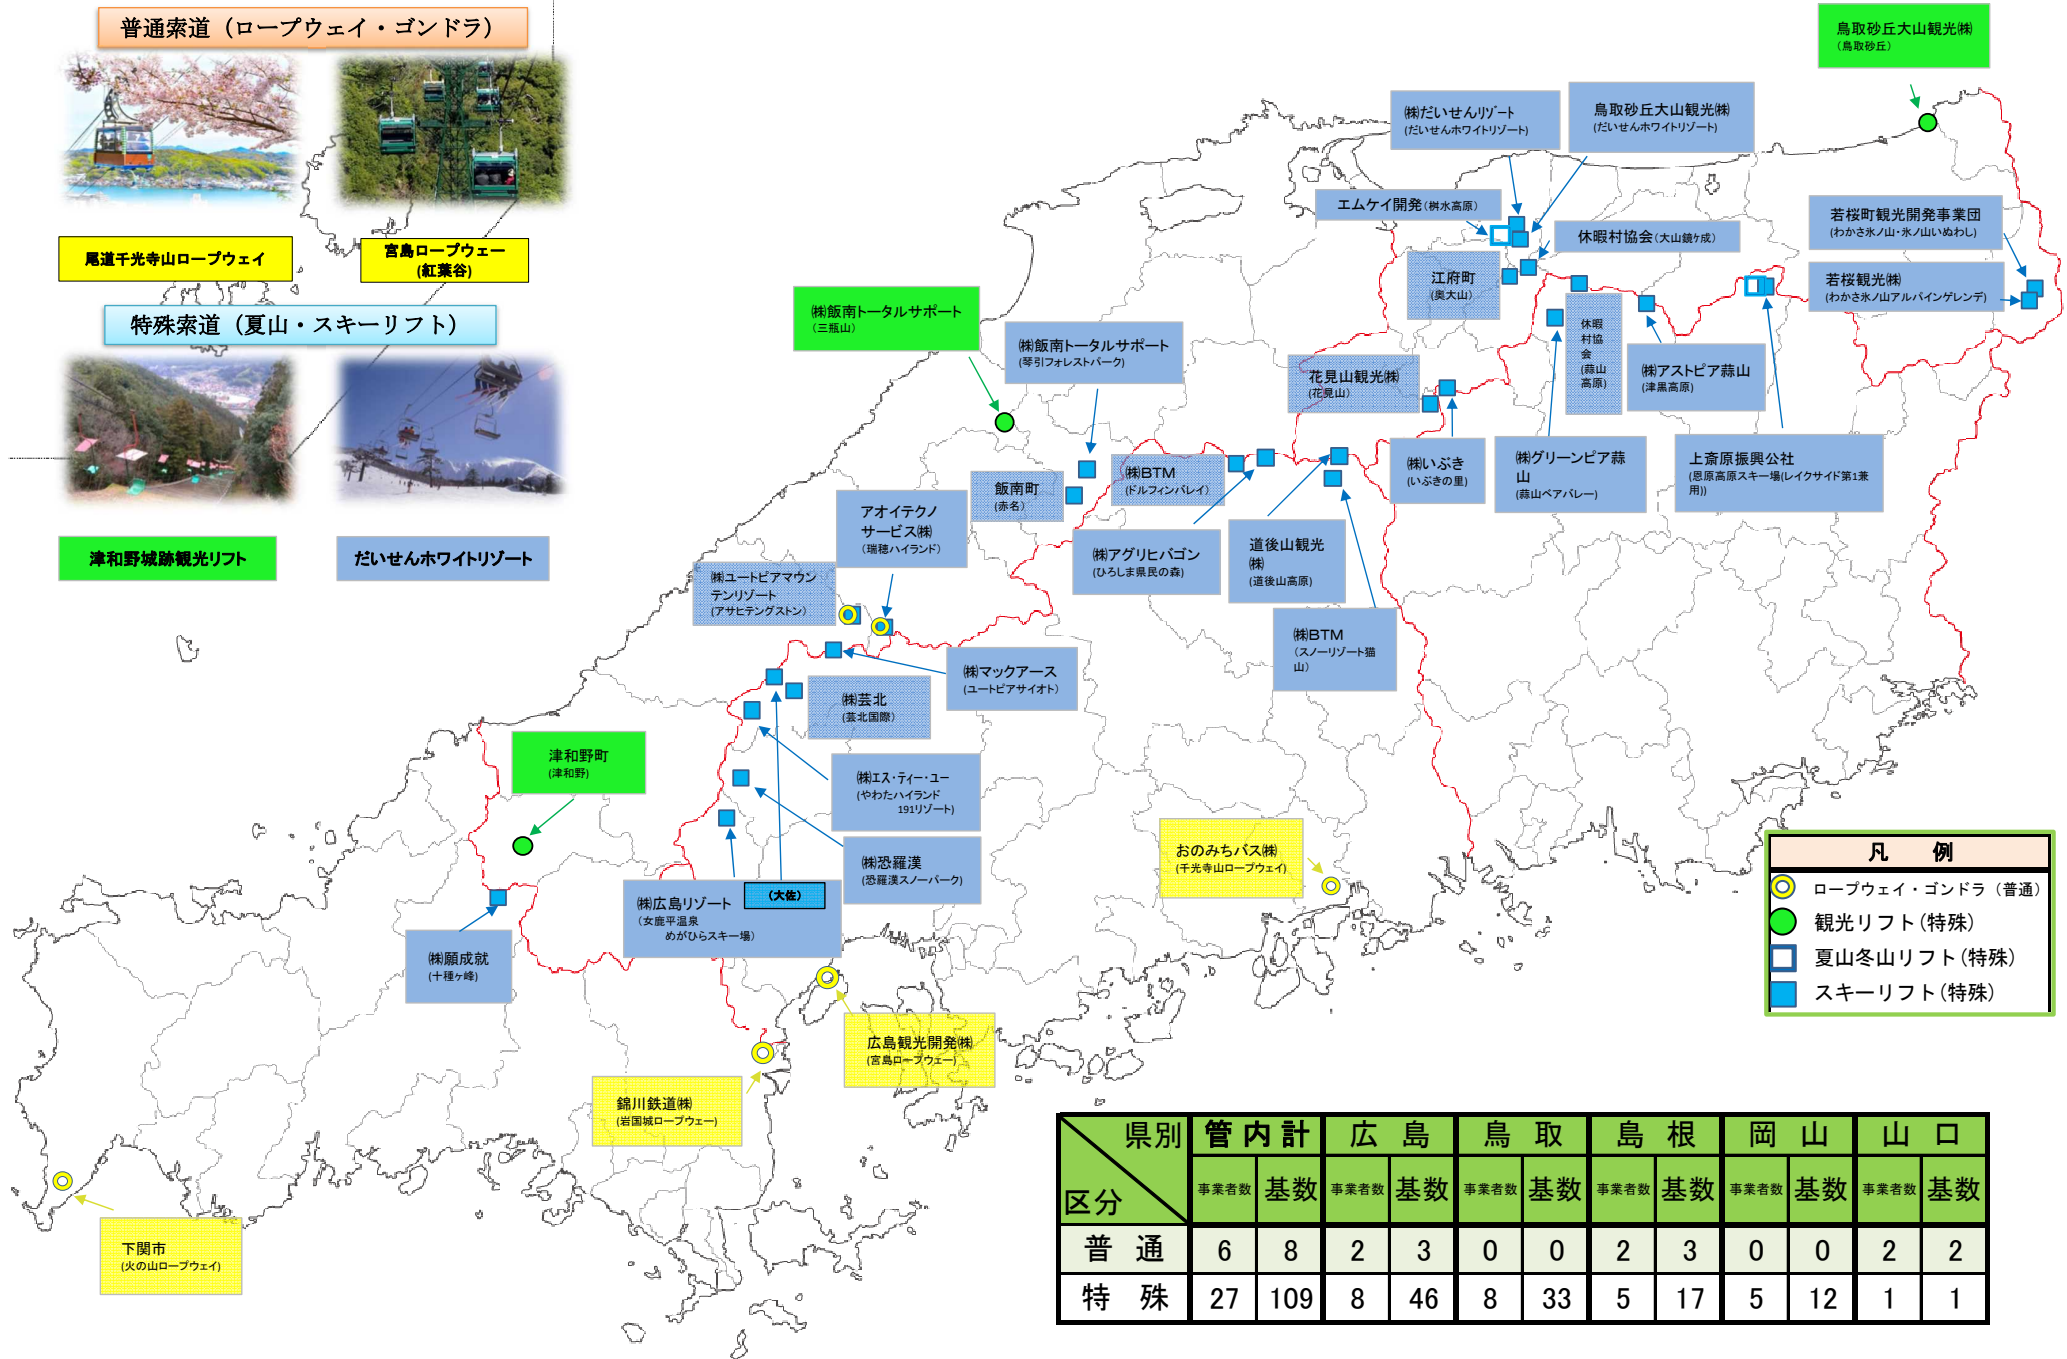 普通索道（ロープウェイ・ゴンドラ）
尾道千光寺山ロープウェイ
宮島ロープウェー
(紅葉谷)
特殊索道（夏山・スキーリフト）
津和野城跡観光リフト
だいせんホワイトリゾート
鳥取砂丘大山観光㈱
（鳥取砂丘）
㈱だいせんリゾート
(だいせんホワイトリゾート)
鳥取砂丘大山観光㈱
(だいせんホワイトリゾート)
エムケイ開発(桝水高原)
休暇村協会(大山鏡ケ成)
若桜町観光開発事業団
(わかさ氷ノ山・氷ノ山いぬわし)
江府町
(奥大山)
若桜観光㈱
(わかさ氷ノ山アルパインゲレンデ)
㈱飯南トータルサポート
（三瓶山）
㈱飯南トータルサポート
(琴引フォレストパーク)
休暇
村協
会
(蒜山
高原)
花見山観光㈱
(花見山)
㈱アストピア蒜山
(津黒高原)
㈱いぶき
(いぶきの里)
㈱グリーンピア蒜
山
(蒜山ベアバレー)
上斎原振興公社
(恩原高原スキー場(レイクサイド第1兼
用))
㈱BTM
(ドルフィンバレイ)
飯南町
(赤名)
アオイテクノ
サービス㈱
（瑞穂ハイランド）
㈱アグリヒバゴン
(ひろしま県民の森)
道後山観光
㈱
(道後山高原)
㈱ユートピアマウン
テンリゾート
(アサヒテングストン)
㈱BTM
（スノーリゾート猫
山）
㈱マックアース
(ユートピアサイオト)
㈱芸北
(芸北国際)
津和野町
(津和野)
㈱エス・ティー・ユー
(やわたハイランド
191リゾート)
㈱恐羅漢
(恐羅漢スノーパーク)
おのみちバス㈱
(千光寺山ロープウェイ)
㈱広島リゾート
（女鹿平温泉
めがひらスキー場）
(大佐)
㈱願成就
(十種ヶ峰)
広島観光開発㈱
(宮島ロープウェー)
錦川鉄道㈱
(岩国城ロープウェー)
下関市
(火の山ロープウェイ)
凡　例
ロープウェイ・ゴンドラ（普通）
観光リフト(特殊)
夏山冬山リフト(特殊)
スキーリフト(特殊)
県別 管内計 広島 鳥取 島根 岡山 山口
区分 事業者数 基数 事業者数 基数 事業者数 基数 事業者数 基数 事業者数 基数 事業者数 基数
普通 6 8 2 3 0 0 2 3 0 0 2 2
特殊 27 109 8 46 8 33 5 17 5 12 1 1